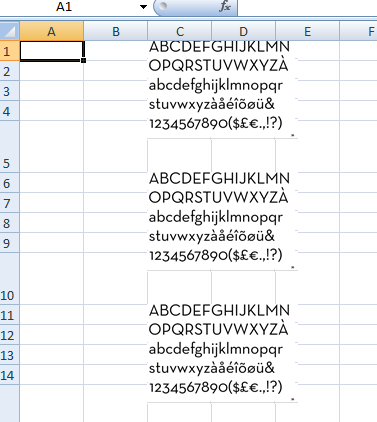 A1
fx
A B C D E F
1
2
3
4
5
6
7
8
9
10
11
12
13
14
ABCDEFGHIJKLMN
OPQRSTUVWXYZÀ
abcdefghijklmnopqr
stuvwxyzàåéîõøü&
1234567890($£€.,!?)
ABCDEFGHIJKLMN
OPQRSTUVWXYZÀ
abcdefghijklmnopqr
stuvwxyzàåéîõøü&
1234567890($£€.,!?)
ABCDEFGHIJKLMN
OPQRSTUVWXYZÀ
abcdefghijklmnopqr
stuvwxyzàåéîõøü&
1234567890($£€.,!?)